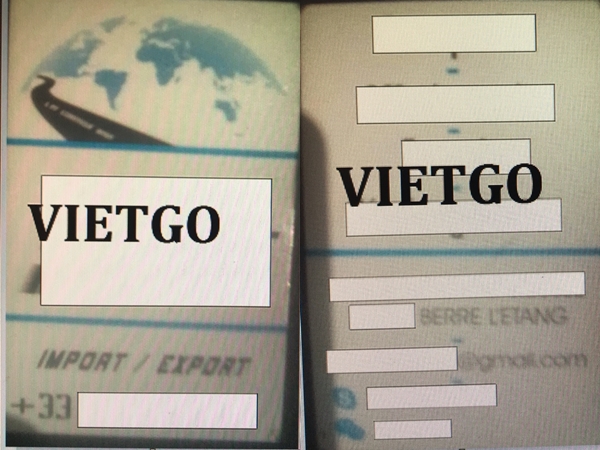 VIETGO
IMPORT / EXPORT
+33
VIETGO
BERRE L'ETANG
@gmail.com